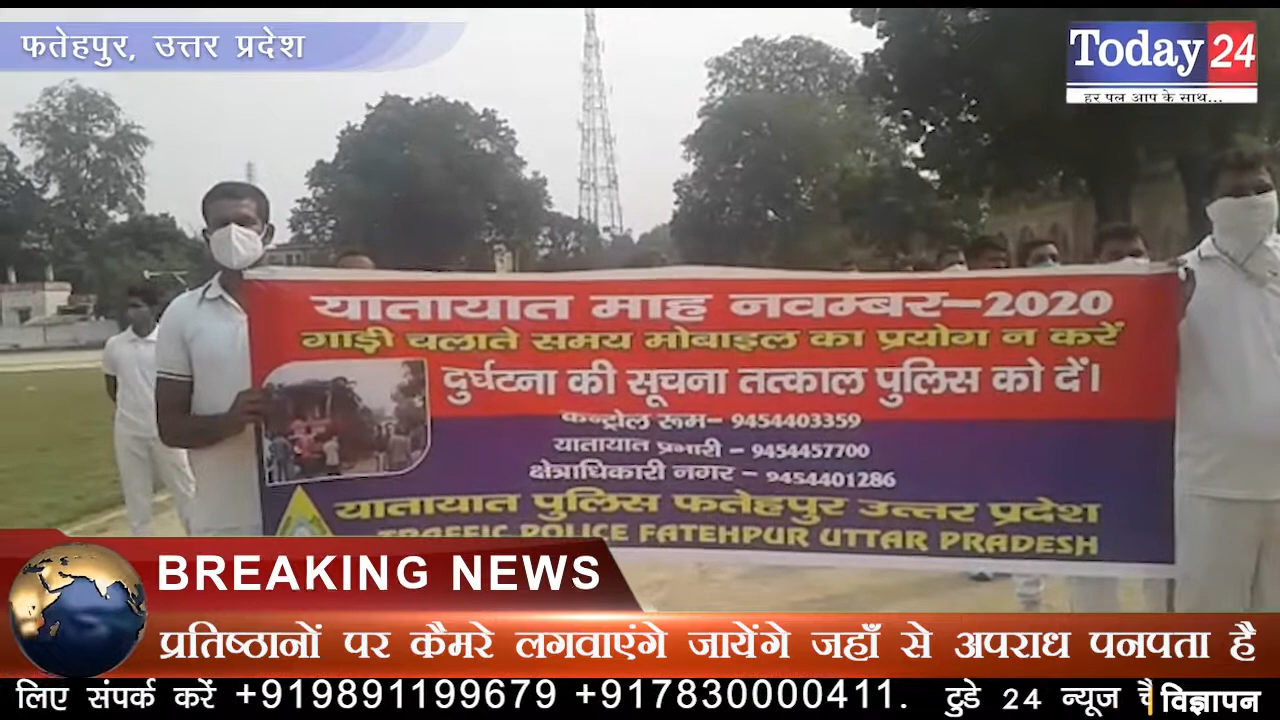 फतेहपुर, उत्तर प्रदेश
Today 24
हर पल आप के साथ...
यातायात माह नवम्बर-2020
गाड़ी चलाते समय मोबाइल का प्रयोग न करें
दुर्घटना की सूचना तत्काल पुलिस को दें।
कन्ट्रोल रूम- 9454403359
यातायात प्रभारी - 9454457700
क्षेत्राधिकारी नगर - 9454401286
यातायात पुलिस फतेहपुर उत्तर प्रदेश
TRAFFIC POLICE FATEHPUR UTTAR PRADESH
BREAKING NEWS
प्रतिष्ठानों पर कैमरे लगवाएंगे जायेंगे जहाँ से अपराध पनपता है
लिए संपर्क करें +919891199679 +917830000411. टुडे 24 न्यूज विज्ञापन